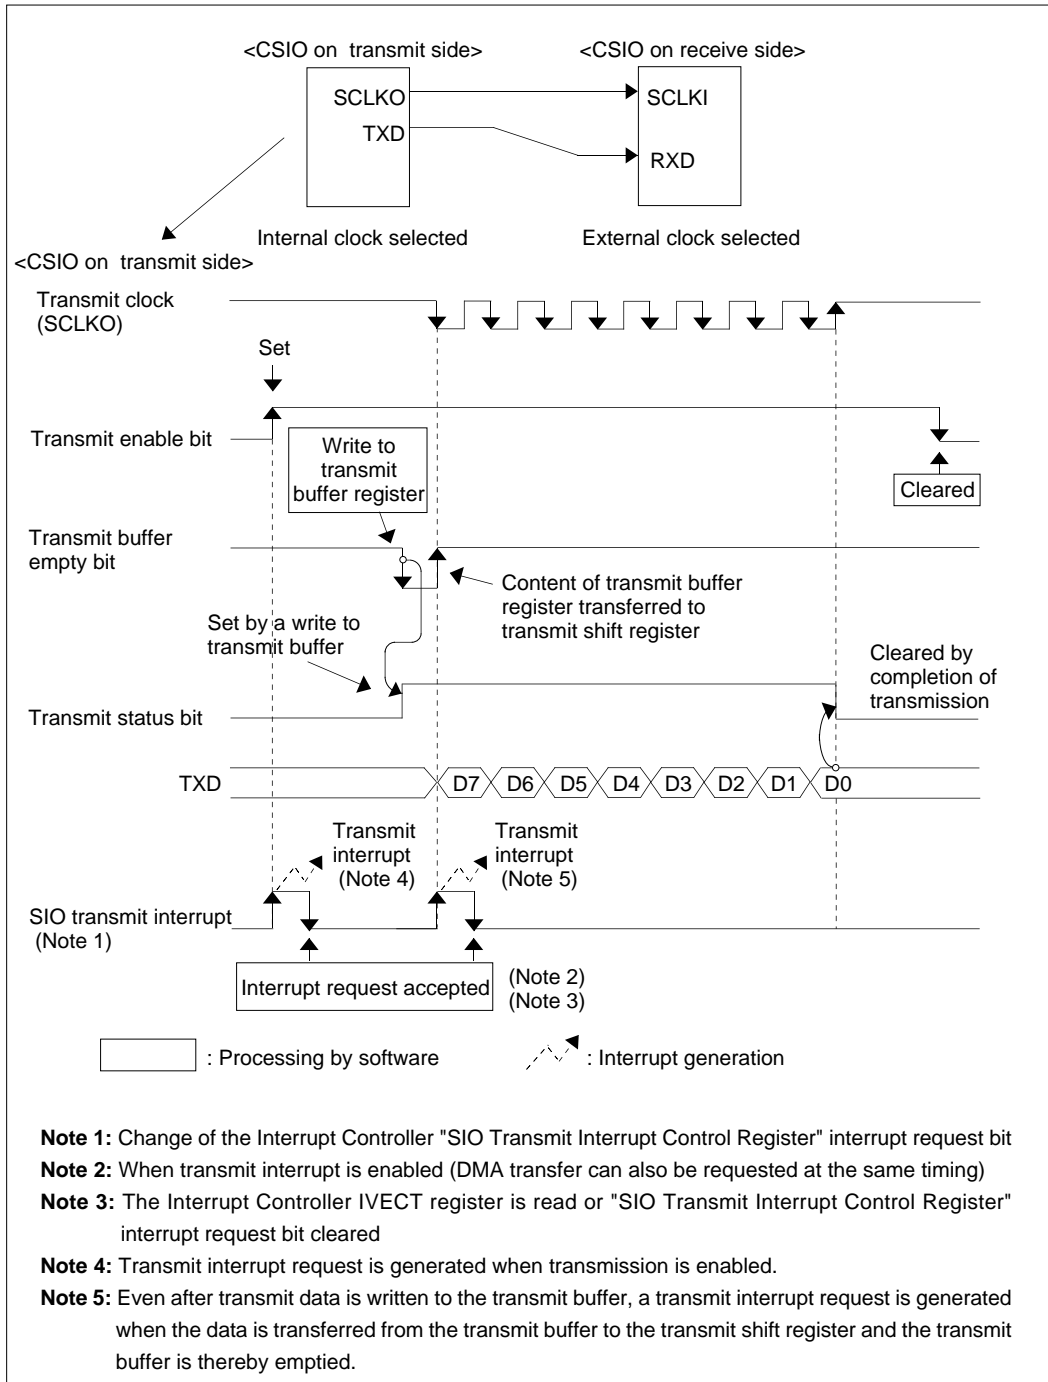 <CSIO on transmit side>
<CSIO on receive side>
SCLKO
SCLKI
TXD
RXD
Internal clock selected
External clock selected
<CSIO on transmit side>
Transmit clock
(SCLKO)
Set
Transmit enable bit
Write to
transmit
buffer register
Cleared
Transmit buffer
empty bit
Content of transmit buffer
register transferred to
transmit shift register
Set by a write to
transmit buffer
Cleared by
completion of
transmission
Transmit status bit
TXD
D7 D6 D5 D4 D3 D2 D1 D0
Transmit
interrupt
(Note 4)
Transmit
interrupt
(Note 5)
SIO transmit interrupt
(Note 1)
Interrupt request accepted
(Note 2)
(Note 3)
: Processing by software
: Interrupt generation
Note 1: Change of the Interrupt Controller "SIO Transmit Interrupt Control Register" interrupt request bit
Note 2: When transmit interrupt is enabled (DMA transfer can also be requested at the same timing)
Note 3: The Interrupt Controller IVECT register is read or "SIO Transmit Interrupt Control Register"
interrupt request bit cleared
Note 4: Transmit interrupt request is generated when transmission is enabled.
Note 5: Even after transmit data is written to the transmit buffer, a transmit interrupt request is generated
when the data is transferred from the transmit buffer to the transmit shift register and the transmit
buffer is thereby emptied.